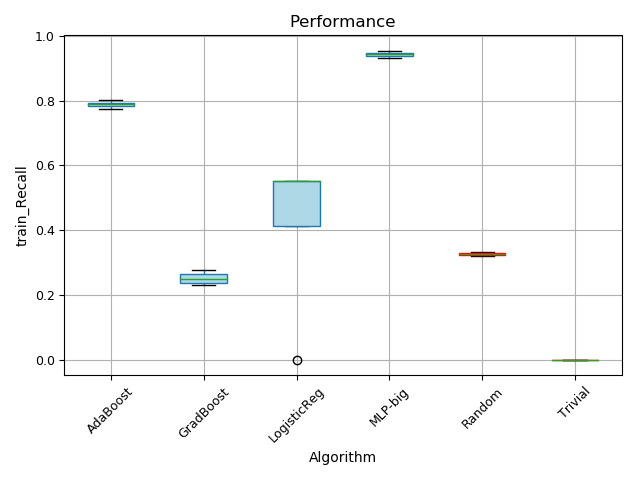 Performance
train_Recall
1.0
0.8
0.6
0.4
0.2
0.0
AdaBoost
GradBoost
LogisticReg
MLP-big
Random
Trivial
Algorithm